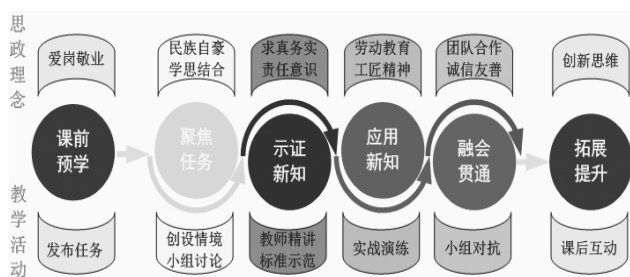 思政理念
爱岗敬业
民族自豪
学思结合
求真务实
责任意识
劳动教育
工匠精神
团队合作
诚信友善
创新思维
课前
预学
聚焦
任务
示证
新知
应用
新知
融会
贯通
拓展
提升
教学活动
发布任务
创设情境
小组讨论
教师精讲
标准示范
实战演练
小组对抗
课后互动